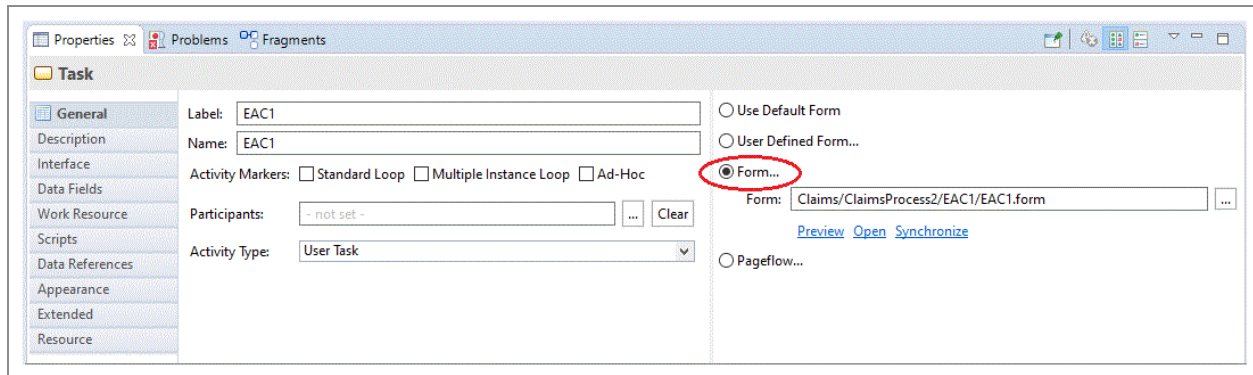 Properties Problems Fragments
Task
General
Description
Interface
Data Fields
Work Resource
Scripts
Data References
Appearance
Extended
Resource
Label: EAC1
Name: EAC1
Activity Markers: Standard Loop Multiple Instance Loop Ad-Hoc
Participants: - not set - ... Clear
Activity Type: User Task
Use Default Form
User Defined Form...
Form...
Form: Claims/ClaimsProcess2/EAC1/EAC1.form ...
Preview Open Synchronize
Pageflow...